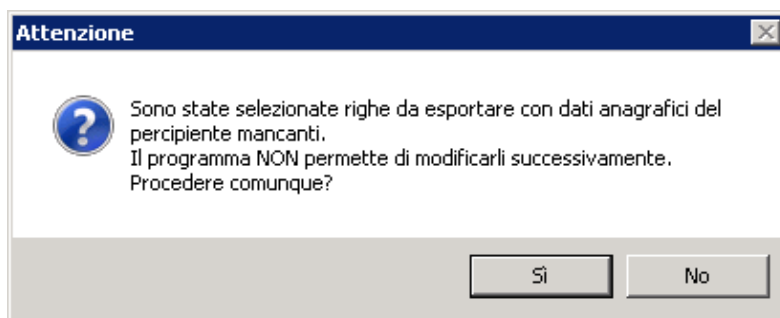 Attenzione
Sono state selezionate righe da esportare con dati anagrafici del
percipiente mancanti.
Il programma NON permette di modificarli successivamente.
Procedere comunque?
Sì
No